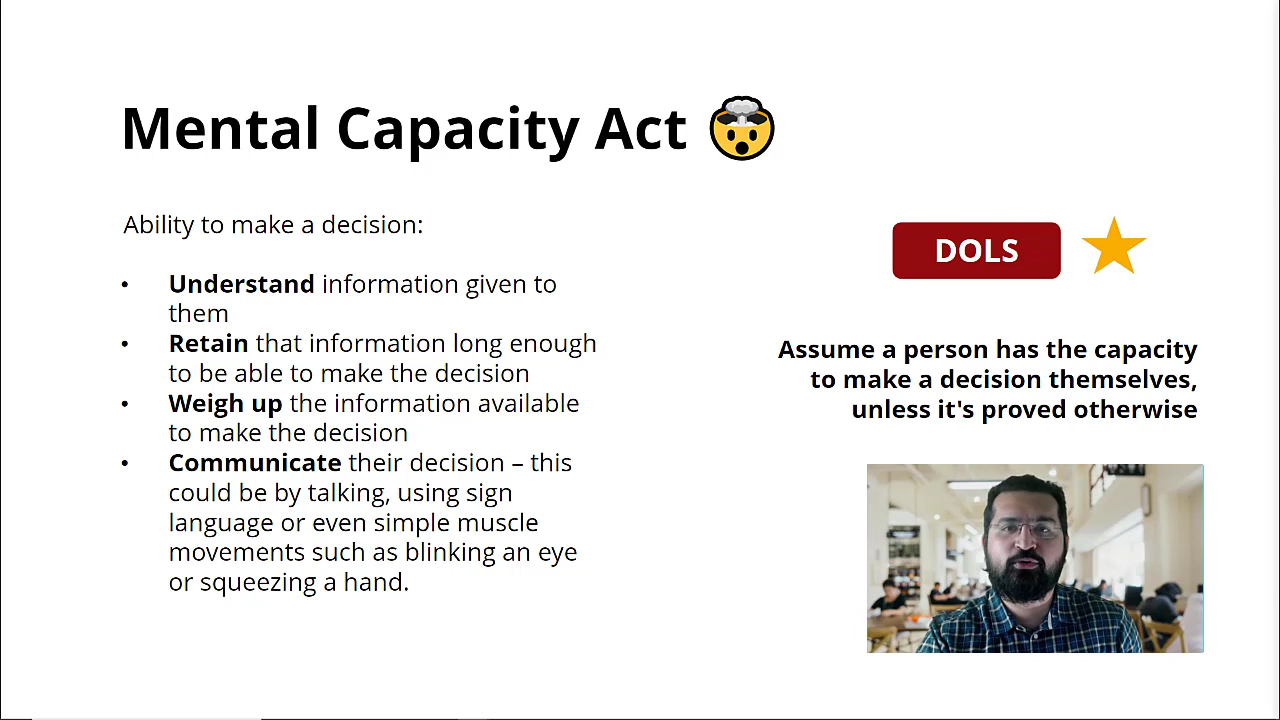 Mental Capacity Act
Ability to make a decision:
• Understand information given to
them
• Retain that information long enough
to be able to make the decision
• Weigh up the information available
to make the decision
• Communicate their decision – this
could be by talking, using sign
language or even simple muscle
movements such as blinking an eye
or squeezing a hand.
DOLS
Assume a person has the capacity
to make a decision themselves,
unless it's proved otherwise